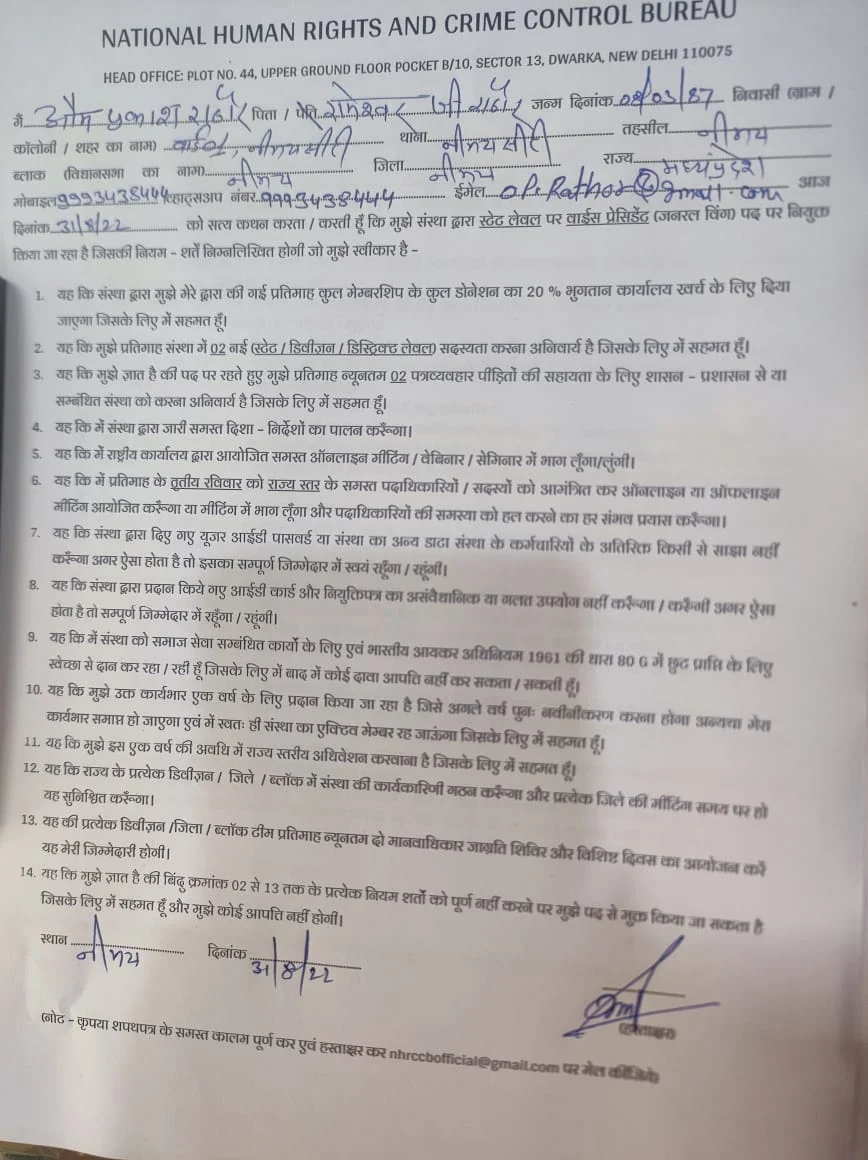 NATIONAL HUMAN RIGHTS AND CRIME CONTROL BUREAU
HEAD OFFICE: PLOT NO. 44, UPPER GROUND FLOOR POCKET B/10, SECTOR 13, DWARKA, NEW DELHI 110075
मैं ओम प्रकाश राठौर पिता / पति रामेश्वर जी राठौर जन्म दिनांक 08/03/87 निवासी (ग्राम /
कॉलोनी / शहर का नाम) नीमच सीटी थोना नीमच सीटी तहसील नीमच
ब्लाक (विधानसभा का नाम) नीमच जिला नीमच राज्य मध्यप्रदेश
मोबाइल 9993438444 व्हाट्सअप नंबर 9993438444 ईमेल O.P. Rathor@gmail.com आज
दिनांक 31/8/22 को सत्य कथन करता / करती हूँ कि मुझे संस्था द्वारा स्टेट लेवल पर वाईस प्रेसिडेंट (जनरल विंग) पद पर नियुक्त
किया जा रहा है जिसकी नियम - शर्ते निम्नलिखित होगी जो मुझे स्वीकार है -
1. यह कि संस्था द्वारा मुझे मेरे द्वारा की गई प्रतिमाह कुल मेम्बरशिप के कुल डोनेशन का 20 % भुगतान कार्यालय खर्च के लिए दिया
जाएगा जिसके लिए में सहमत हूँ।
2. यह कि मुझे प्रतिमाह संस्था में 02 नई (स्टेट / डिवीज़न / डिस्ट्रिक्ट लेवल) सदस्यता करना अनिवार्य है जिसके लिए में सहमत हूँ।
3. यह कि मुझे ज्ञात है की पद पर रहते हुए मुझे प्रतिमाह न्यूनतम 02 पत्रव्यवहार पीड़ितों की सहायता के लिए शासन - प्रशासन से या
सम्बंधित संस्था को करना अनिवार्य है जिसके लिए में सहमत हूँ।
4. यह कि में संस्था द्वारा जारी समस्त दिशा - निर्देशों का पालन करूँगा।
5. यह कि में राष्ट्रीय कार्यालय द्वारा आयोजित समस्त ऑनलाइन मीटिंग / वेबिनार / सेमिनार में भाग लूँगा/लुंगी।
6. यह कि में प्रतिमाह के तृतीय रविवार को राज्य स्तर के समस्त पदाधिकारियों / सदस्यों को आमंत्रित कर ऑनलाइन या ऑफलाइन
मीटिंग आयोजित करूँगा या मीटिंग में भाग लूँगा और पदाधिकारियों की समस्या को हल करने का हर संभव प्रयास करूँगा।
7. यह कि संस्था द्वारा दिए गए यूजर आईडी पासवर्ड या संस्था का अन्य डाटा संस्था के कर्मचारियों के अतिरिक्त किसी से साझा नहीं
करूँगा अगर ऐसा होता है तो इसका सम्पूर्ण जिम्मेदार में स्वयं रहूँगा / रहूंगी।
8. यह कि संस्था द्वारा प्रदान किये गए आईडी कार्ड और नियुक्तिपत्र का असंवैधानिक या गलत उपयोग नहीं करूँगा / करूँगी अगर ऐसा
होता है तो सम्पूर्ण जिम्मेदार में रहूँगा / रहूंगी।
9. यह कि में संस्था को समाज सेवा सम्बंधित कार्यो के लिए एवं भारतीय आयकर अधिनियम 1961 की धारा 80 G में छुट प्राप्ति के लिए
स्वेच्छा से दान कर रहा / रही हूँ जिसके लिए में बाद में कोई दावा आपत्ति नहीं कर सकता / सकती हूँ।
10. यह कि मुझे उक्त कार्यभार एक वर्ष के लिए प्रदान किया जा रहा है जिसे अगले वर्ष पुनः नवीनीकरण करना होगा अन्यथा मेरा
कार्यभार समाप्त हो जाएगा एवं में स्वतः ही संस्था का एक्टिव मेम्बर रह जाऊंगा जिसके लिए में सहमत हूँ।
11. यह कि मुझे इस एक वर्ष की अवधि में राज्य स्तरीय अधिवेशन करवाना है जिसके लिए में सहमत हूँ।
12. यह कि राज्य के प्रत्येक डिवीज़न / जिले / ब्लॉक में संस्था की कार्यकारिणी गठन करूँगा और प्रत्येक जिले की मीटिंग समय पर हो
यह सुनिश्चित करूँगा।
13. यह की प्रत्येक डिवीज़न /जिला / ब्लॉक टीम प्रतिमाह न्यूनतम दो मानवाधिकार जाग्रति शिविर और विशिष्ट दिवस का आयोजन करें
यह मेरी जिम्मेदारी होगी।
14. यह कि मुझे ज्ञात है की बिंदु क्रमांक 02 से 13 तक के प्रत्येक नियम शर्तों को पूर्ण नहीं करने पर मुझे पद से मुक्त किया जा सकता है
जिसके लिए में सहमत हूँ और मुझे कोई आपत्ति नहीं होगी।
स्थान नीमच दिनांक 31/8/22
(हस्ताक्षर)
(नोट - कृपया शपथपत्र के समस्त कालम पूर्ण कर एवं हस्ताक्षर कर nhrccbofficial@gmail.com पर मेल कीजिये)